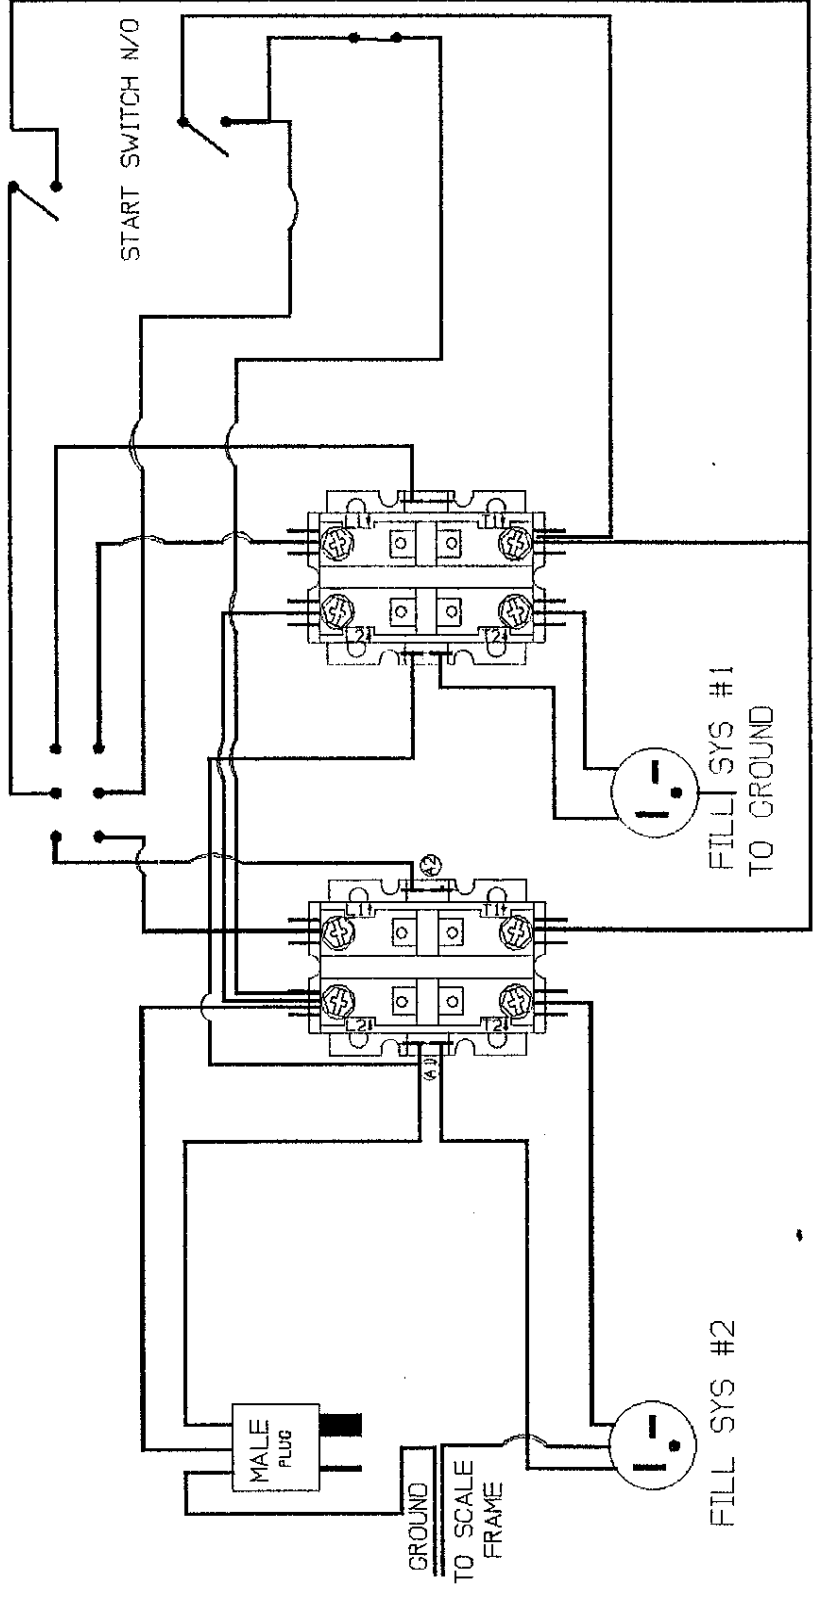 START SWITCH N/O
L1
T1
L2
T2
FILL SYS #1
TO GROUND
A2
L1
T1
L2
T2
A1
MALE
PLUG
GROUND
TO SCALE
FRAME
FILL SYS #2